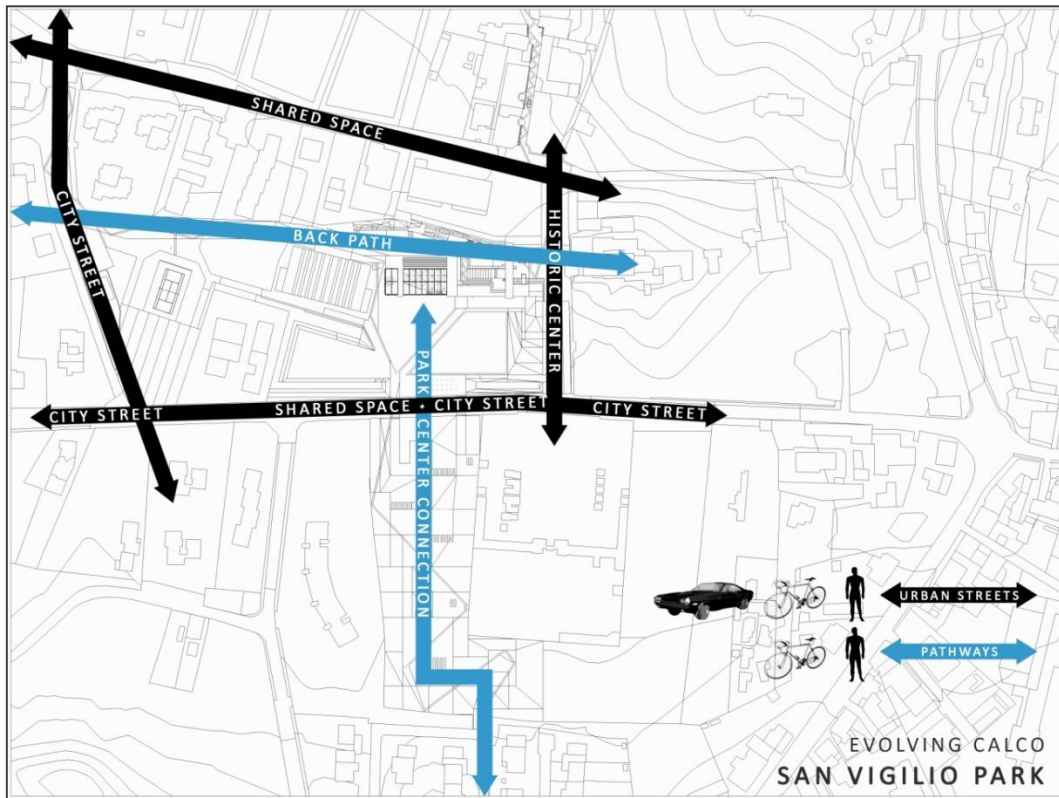 SHARED SPACE
CITY STREET
BACK PATH
HISTORIC CENTER
PARK + CENTER CONNECTION
CITY STREET
SHARED SPACE + CITY STREET
CITY STREET
URBAN STREETS
PATHWAYS
EVOLVING CALCO
SAN VIGILIO PARK